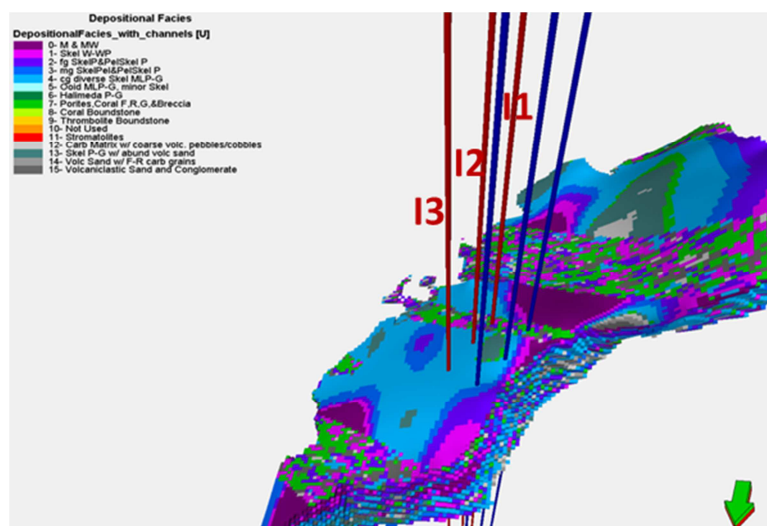 Depositional Facies
DepositionalFacies_with_channels [U]
0- M & MW
1- Skel W-WP
2- fg SkelP&PelSkel P
3- mg SkelPel&PelSkel P
4- cg diverse Skel MLP-G
5- Ooid MLP-G, minor Skel
6- Halimeda P-G
7- Porites,Coral F,R,G,&Breccia
8- Coral Boundstone
9- Thrombolite Boundstone
10- Not Used
11- Stromatolites
12- Carb Matrix w/ coarse volc. pebbles/cobbles
13- Skel P-G w/ abund volc sand
14- Volc Sand w/ F-R carb grains
15- Volcaniclastic Sand and Conglomerate
I1
I2
I3